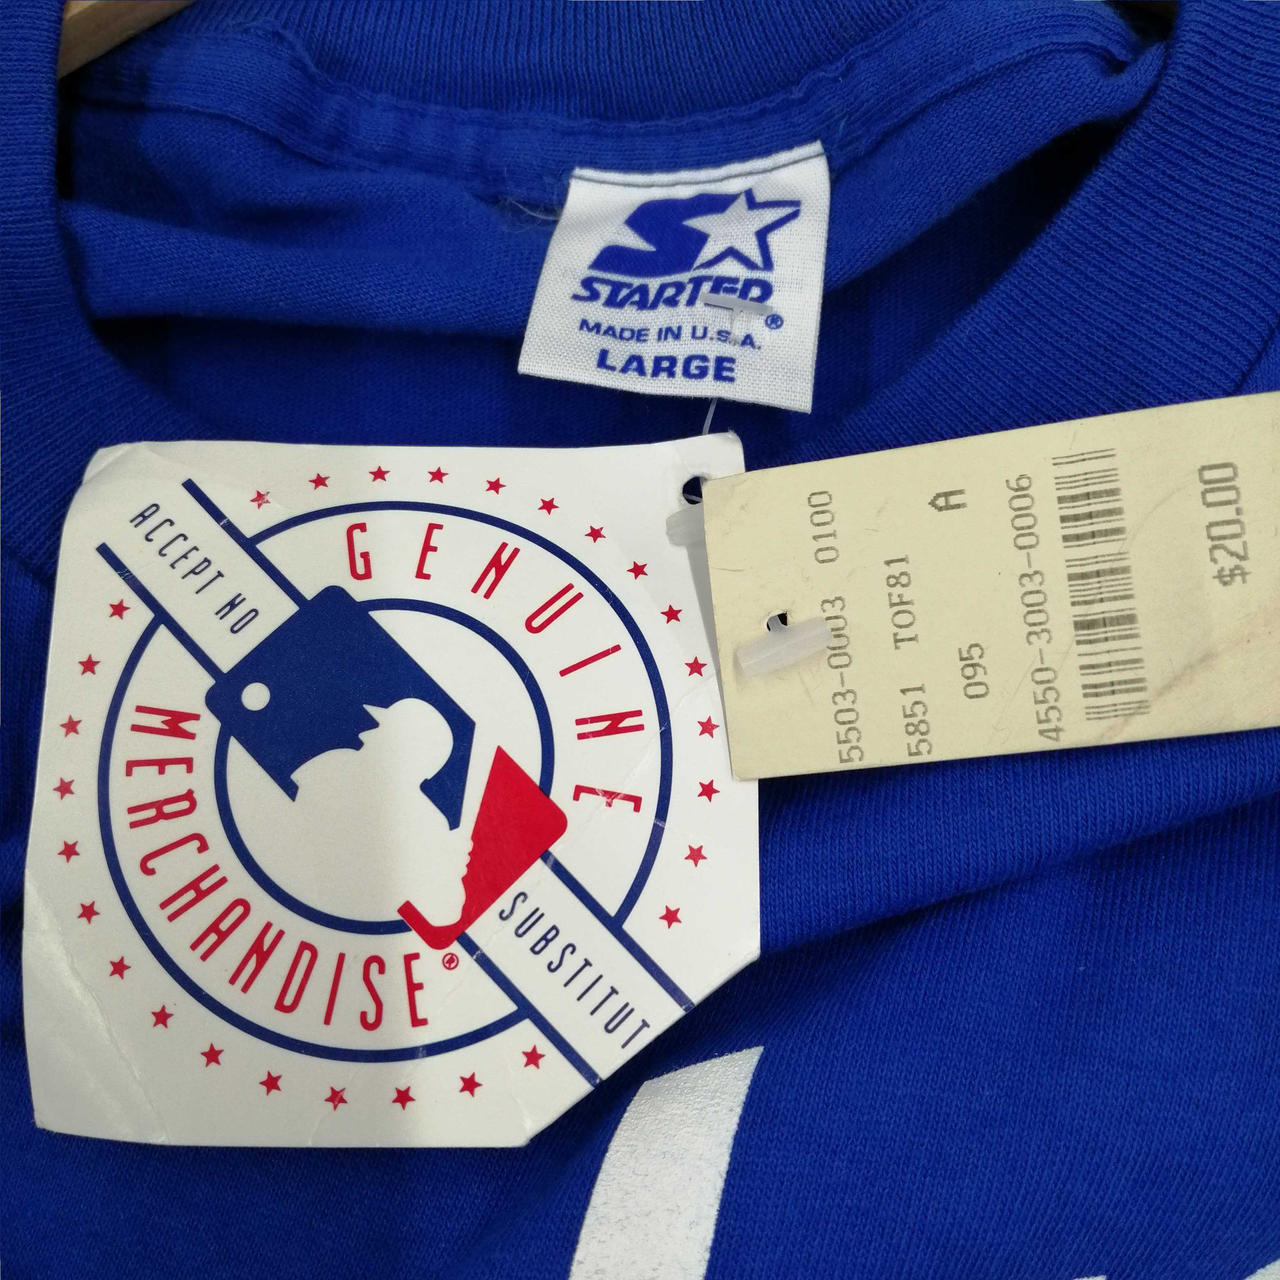 STARTER®
MADE IN U.S.A.
LARGE
ACCEPT NO
GENUINE
MERCHANDISE®
SUBSTITUT
5503-0003 0100
5851 TOF81 A
095
4550-3003-0006
$20.00